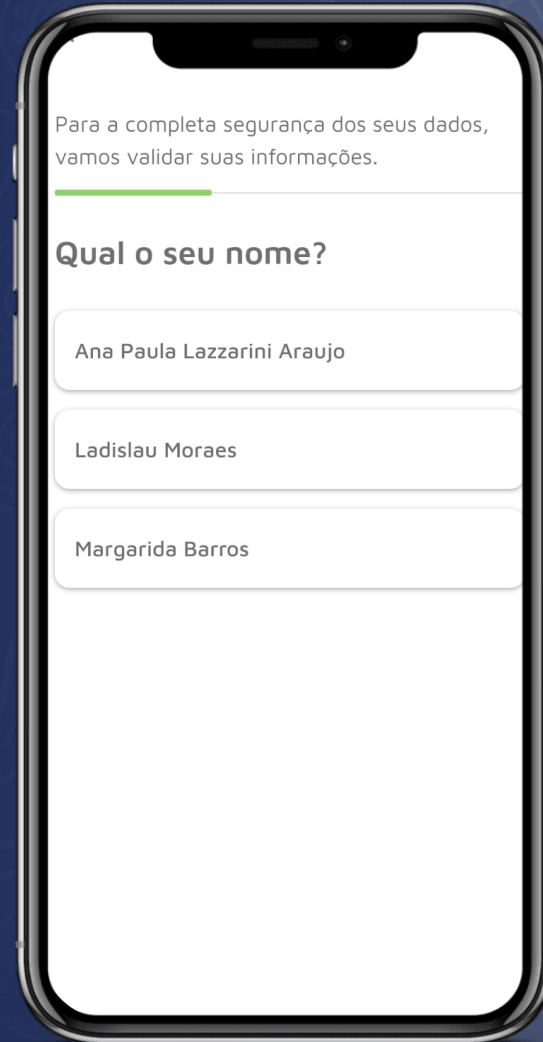 Para a completa segurança dos seus dados,
vamos validar suas informações.
Qual o seu nome?
Ana Paula Lazzarini Araujo
Ladislau Moraes
Margarida Barros